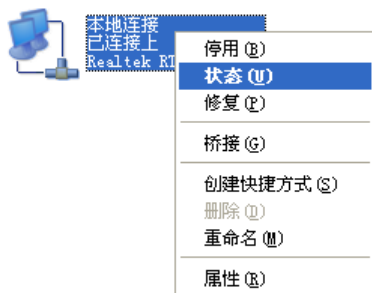 本地连接
已连接上
Realtek RT
停用(B)
状态(U)
修复(P)
桥接(G)
创建快捷方式(S)
删除(D)
重命名(M)
属性(R)